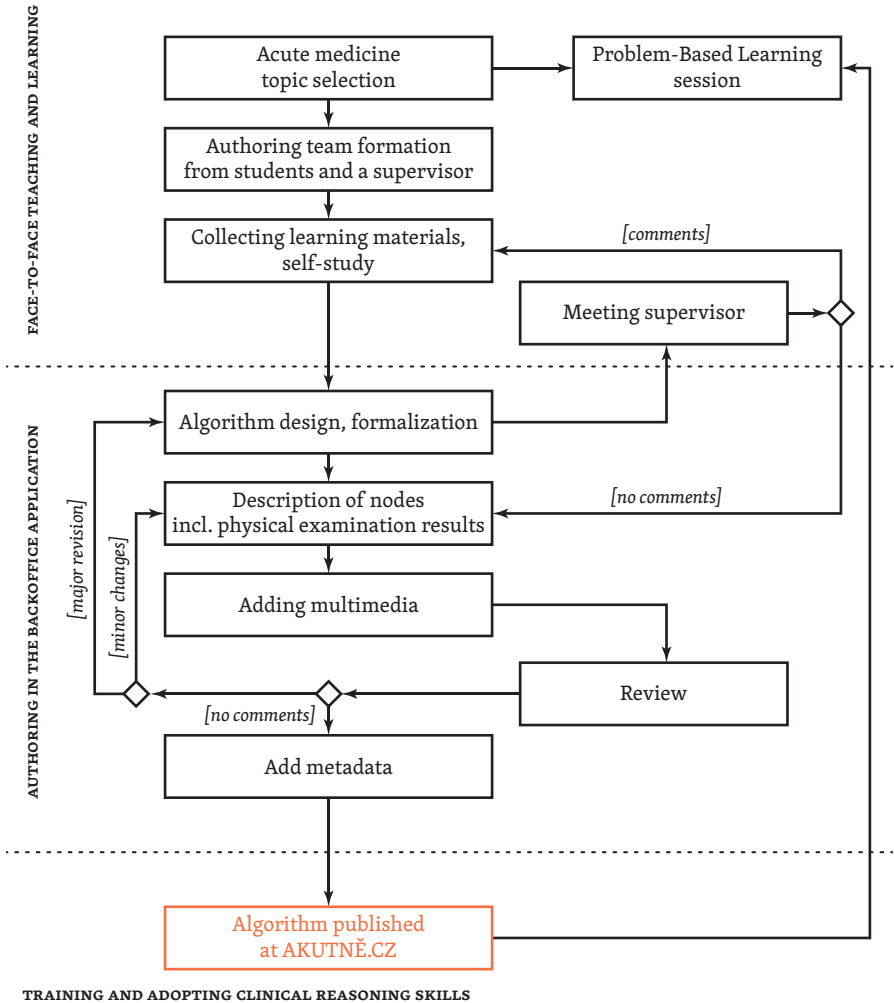 FACE-TO-FACE TEACHING AND LEARNING
Acute medicine
topic selection
Problem-Based Learning
session
Authoring team formation
from students and a supervisor
Collecting learning materials,
self-study
[comments]
Meeting supervisor
AUTHORING IN THE BACKOFFICE APPLICATION
Algorithm design, formalization
Description of nodes
incl. physical examination results
[no comments]
[major revision]
[minor changes]
Adding multimedia
Review
[no comments]
Add metadata
Algorithm published
at AKUTNĚ.CZ
TRAINING AND ADOPTING CLINICAL REASONING SKILLS